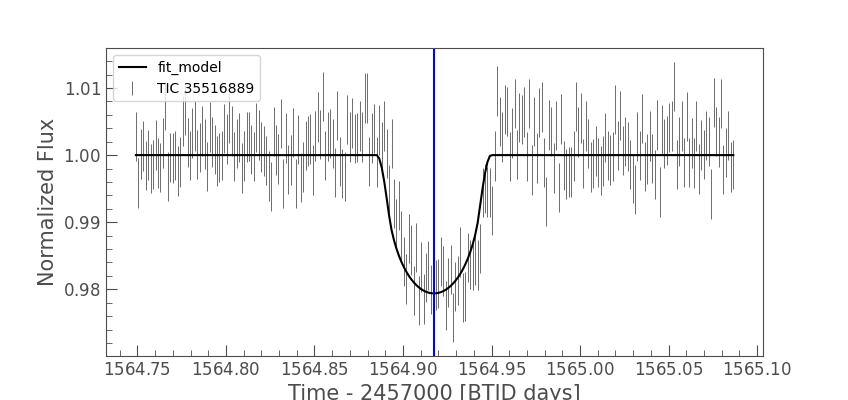 fit_model
TIC 35516889
1.01
1.00
0.99
0.98
Normalized Flux
1564.75 1564.80 1564.85 1564.90 1564.95 1565.00 1565.05 1565.10
Time - 2457000 [BTJD days]